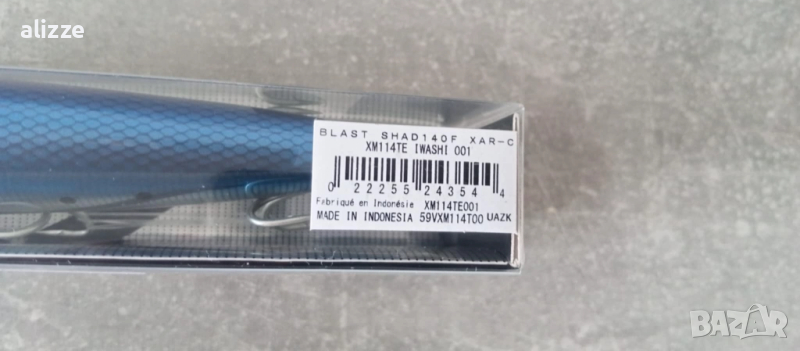 alizze
BLAST SHAD140F XAR-C
XM114TE IWASHI 001
0 22255 24354 4
Fabriqué en Indonésie XM114TE001
MADE IN INDONESIA 59VXM114T00 UAZK
BAZAR